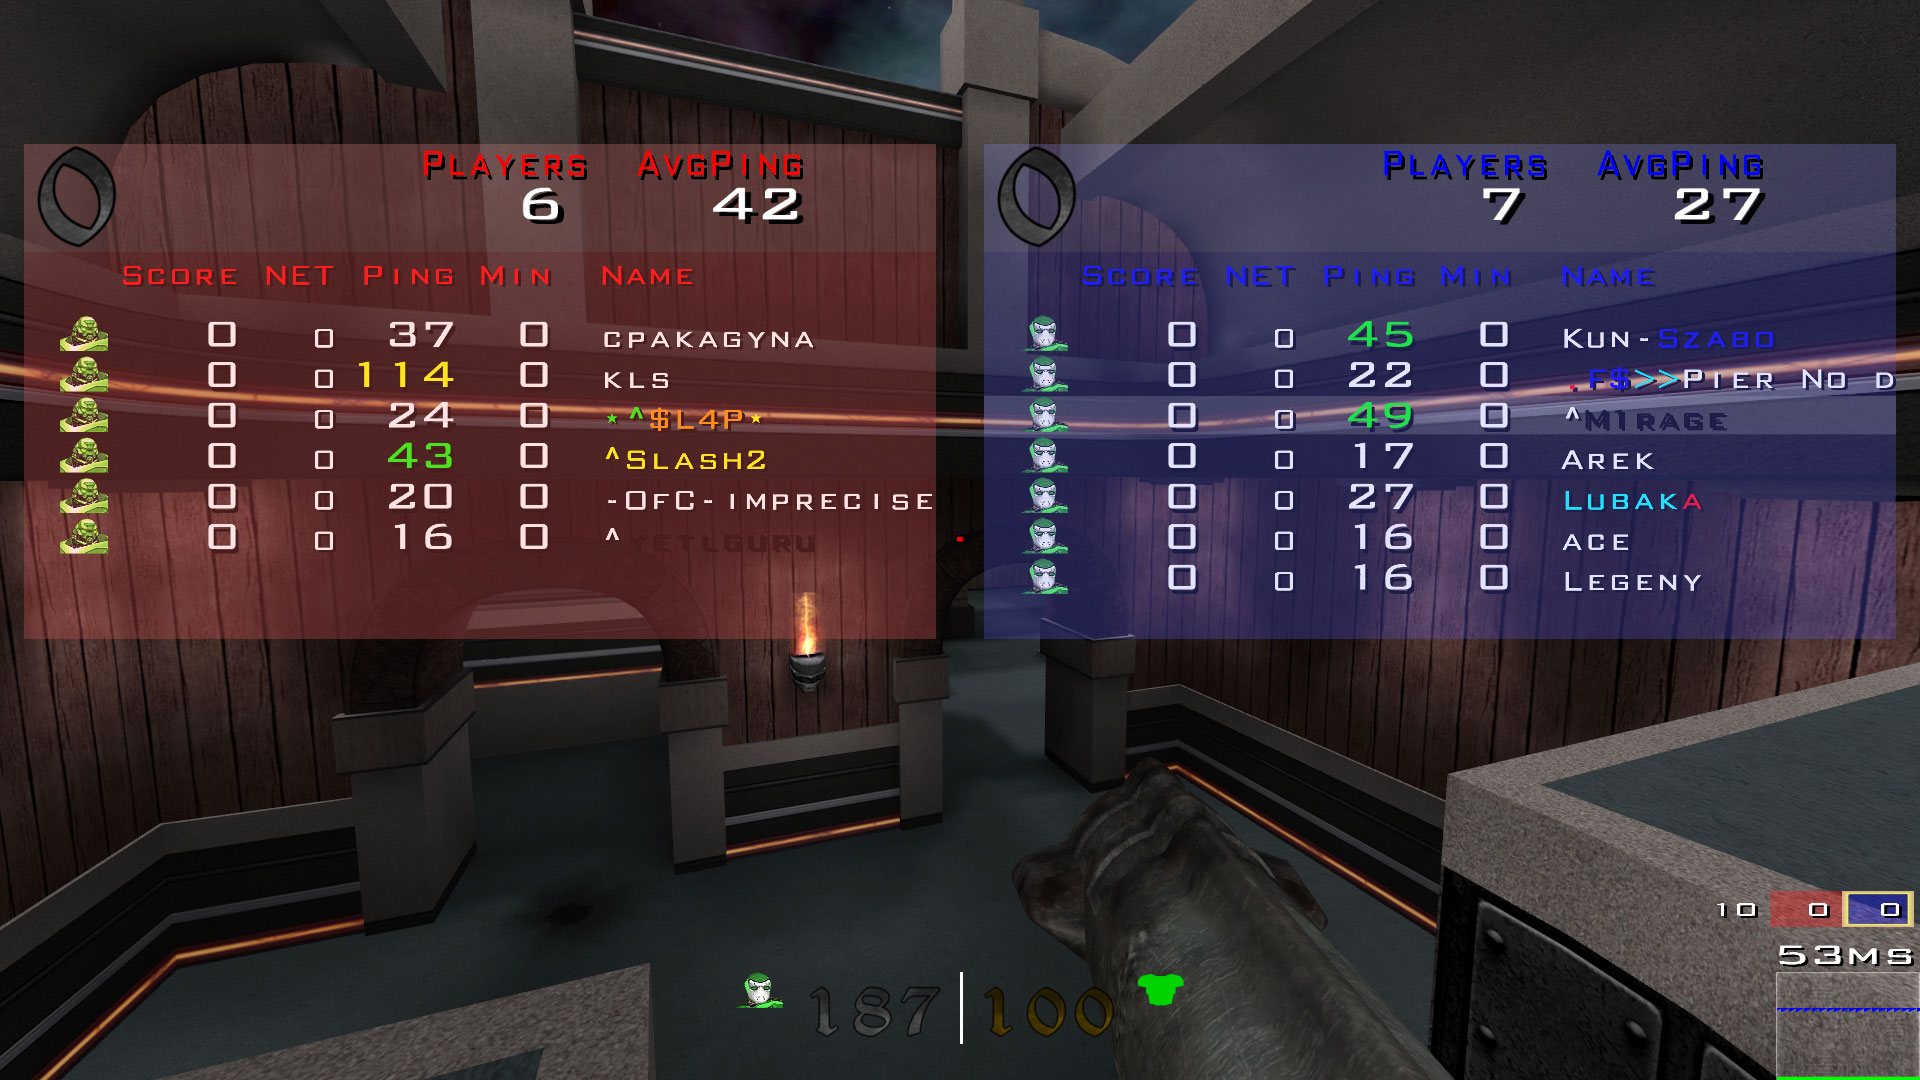 Players AvgPing
6 42
Score NET Ping Min Name
0 0 37 0 cpakagyna
0 0 114 0 kls
0 0 24 0 ★^$L4P★
0 0 43 0 ^Slash2
0 0 20 0 -OfC- imprecise
0 0 16 0 ^YETLGURU
Players AvgPing
7 27
Score NET Ping Min Name
0 0 45 0 Kun-Szabo
0 0 22 0 .F$>>Pier No d
0 0 49 0 ^M1rage
0 0 17 0 Arek
0 0 27 0 Lubaka
0 0 16 0 ace
0 0 16 0 Legeny
10 0 0
53ms
187 100